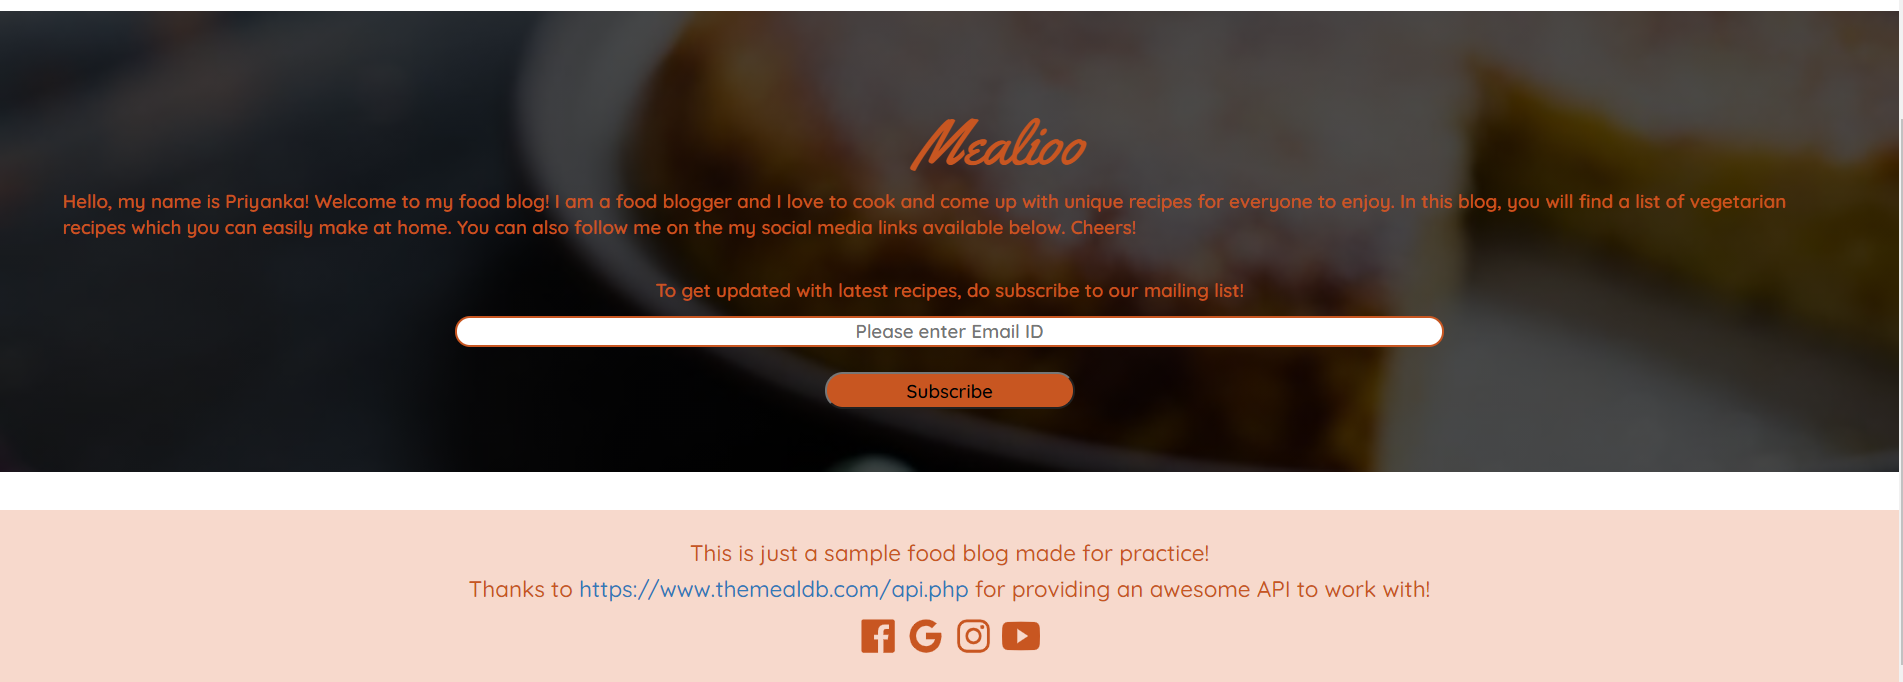 Mealioo
Hello, my name is Priyanka! Welcome to my food blog! I am a food blogger and I love to cook and come up with unique recipes for everyone to enjoy. In this blog, you will find a list of vegetarian
recipes which you can easily make at home. You can also follow me on the my social media links available below. Cheers!
To get updated with latest recipes, do subscribe to our mailing list!
Please enter Email ID
Subscribe
This is just a sample food blog made for practice!
Thanks to https://www.themealdb.com/api.php for providing an awesome API to work with!